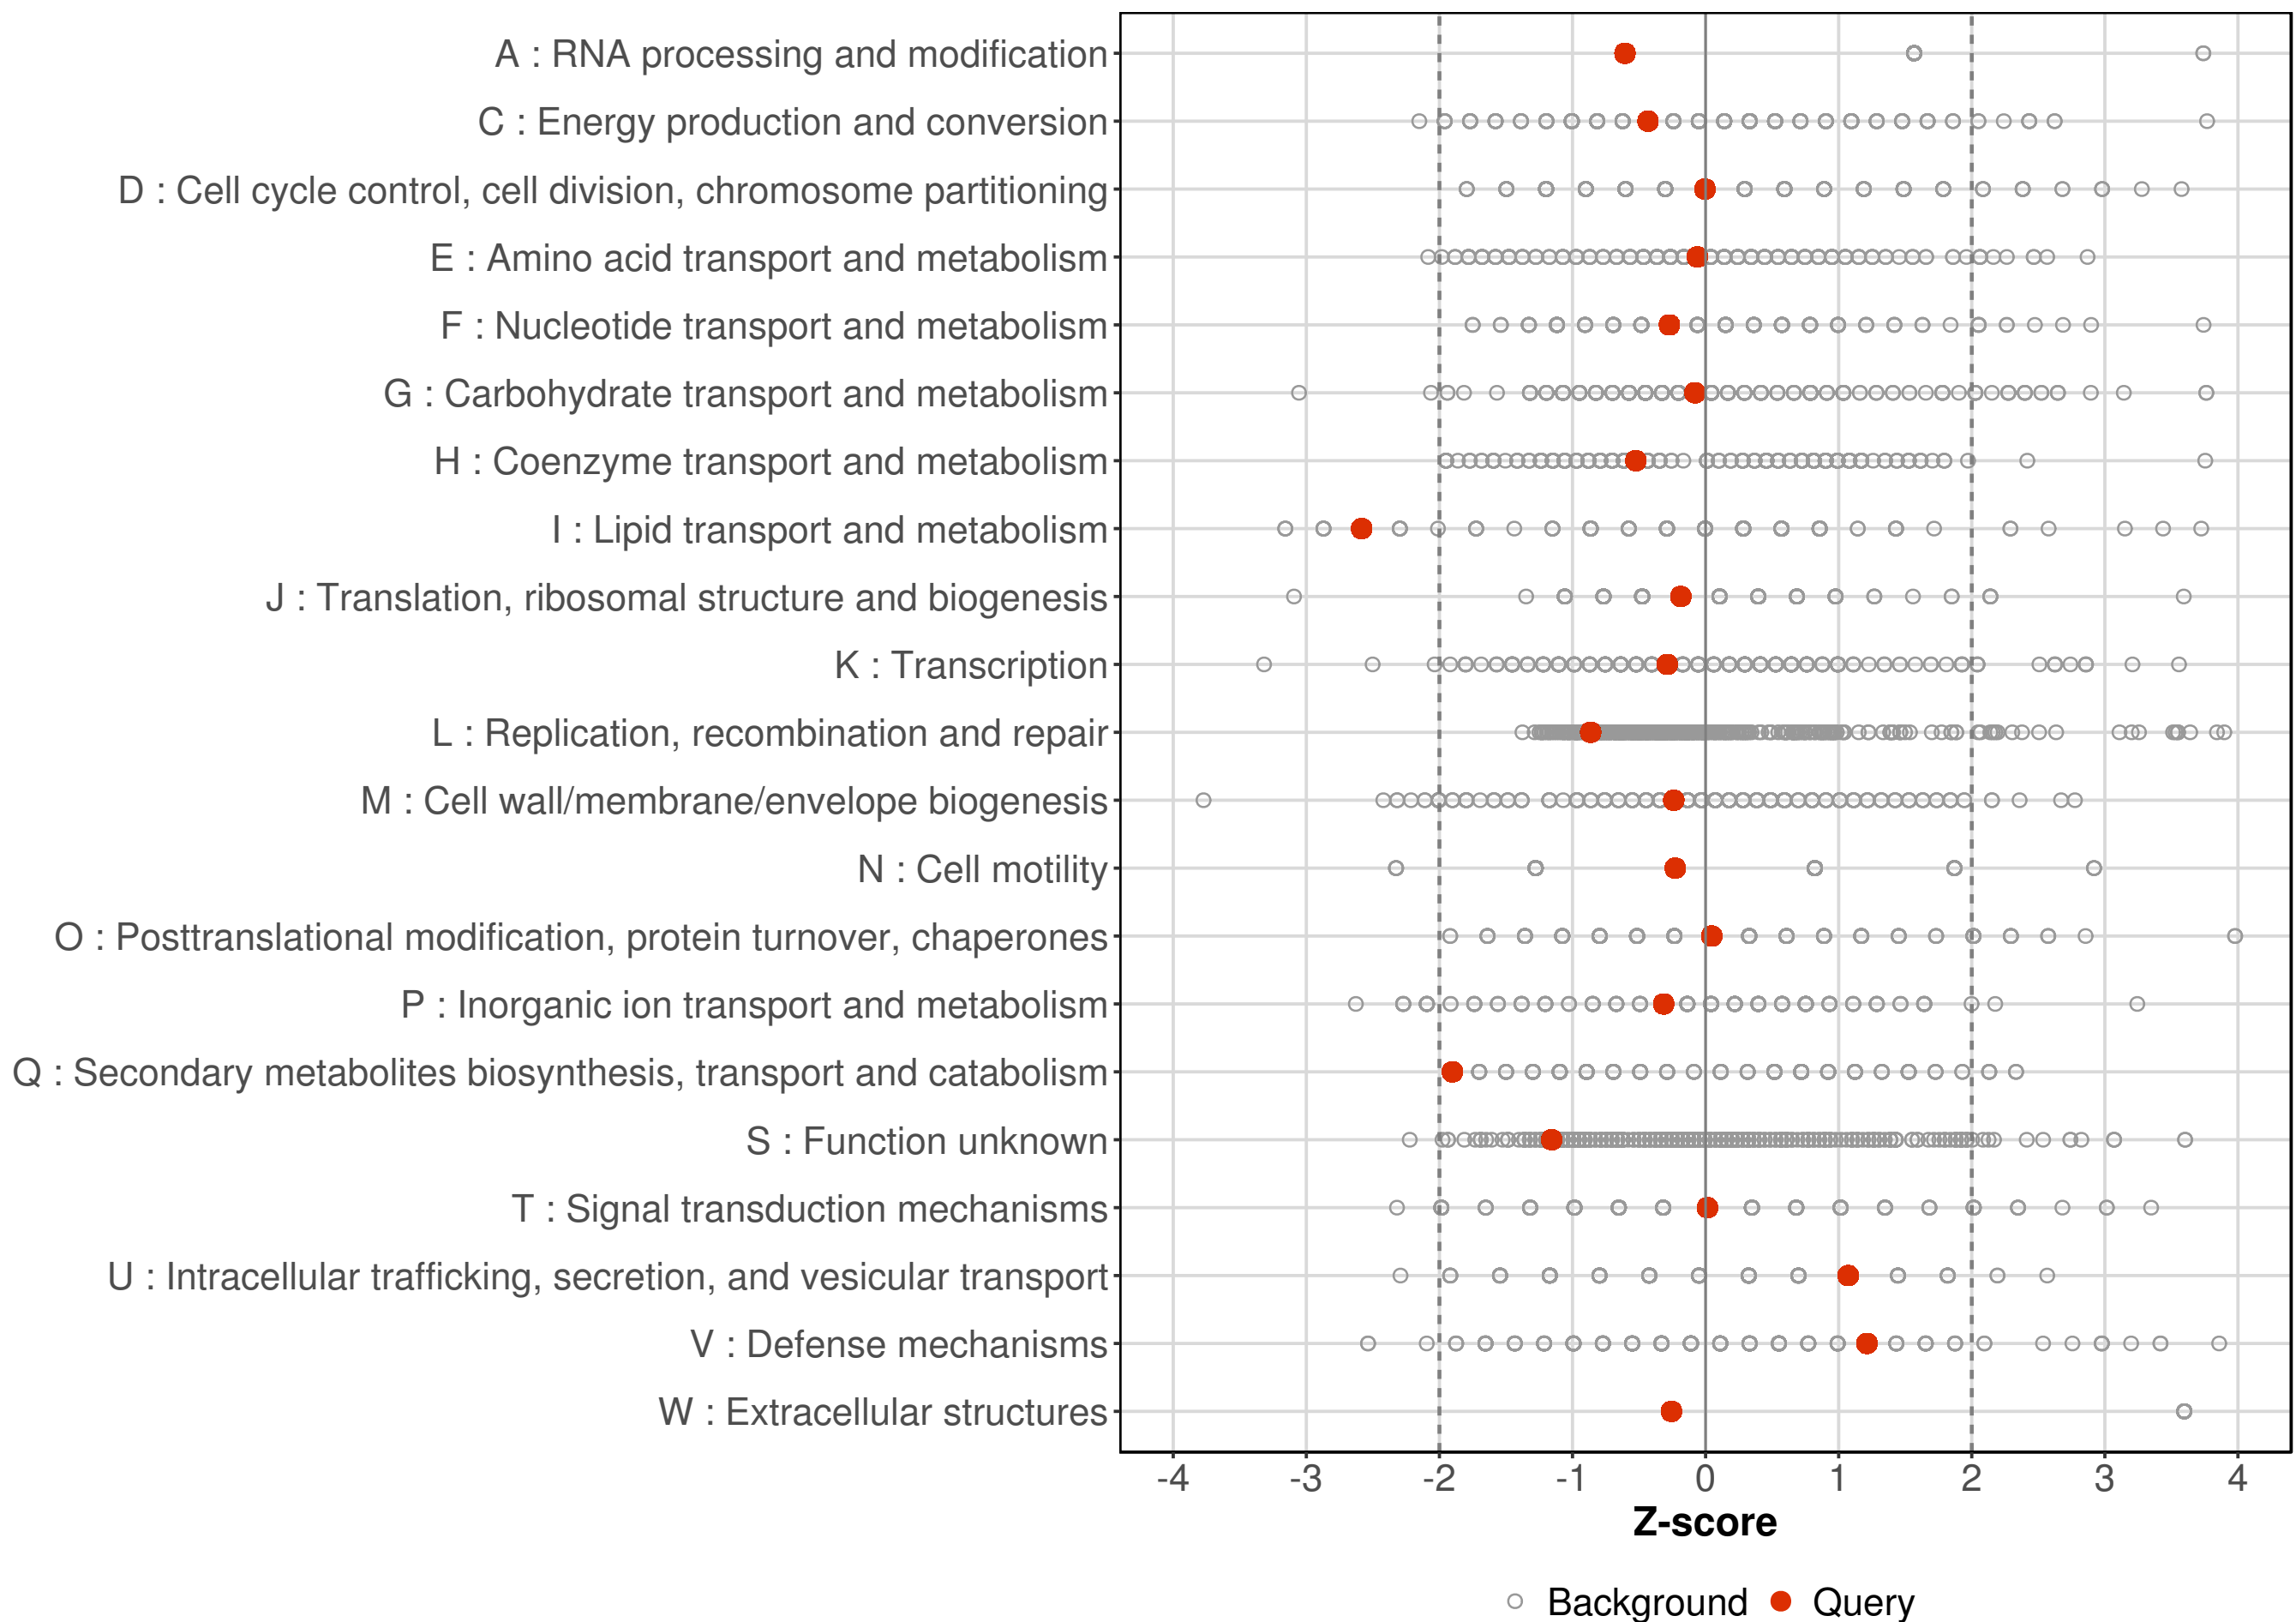 A : RNA processing and modification
C : Energy production and conversion
D : Cell cycle control, cell division, chromosome partitioning
E : Amino acid transport and metabolism
F : Nucleotide transport and metabolism
G : Carbohydrate transport and metabolism
H : Coenzyme transport and metabolism
I : Lipid transport and metabolism
J : Translation, ribosomal structure and biogenesis
K : Transcription
L : Replication, recombination and repair
M : Cell wall/membrane/envelope biogenesis
N : Cell motility
O : Posttranslational modification, protein turnover, chaperones
P : Inorganic ion transport and metabolism
Q : Secondary metabolites biosynthesis, transport and catabolism
S : Function unknown
T : Signal transduction mechanisms
U : Intracellular trafficking, secretion, and vesicular transport
V : Defense mechanisms
W : Extracellular structures
-4 -3 -2 -1 0 1 2 3 4
Z-score
Background Query